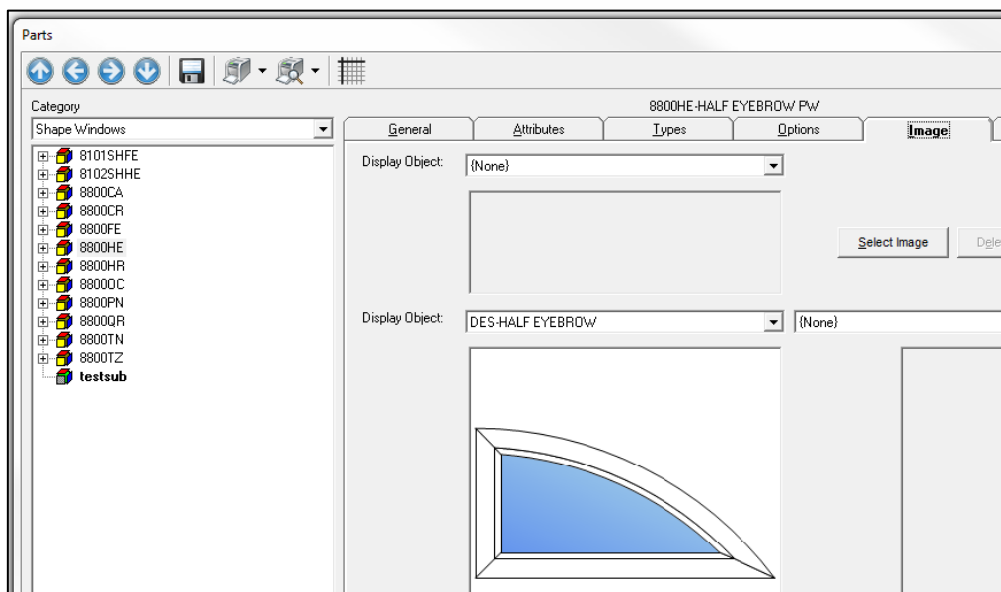 Parts
Category
8800HE-HALF EYEBROW PW
Shape Windows
General Attributes Types Options Image
8101SHFE
8102SHHE
8800CA
8800CR
8800FE
8800HE
8800HR
8800OC
8800PN
8800QR
8800TN
8800TZ
testsub
Display Object: {None}
Select Image Dele
Display Object: DES-HALF EYEBROW {None}